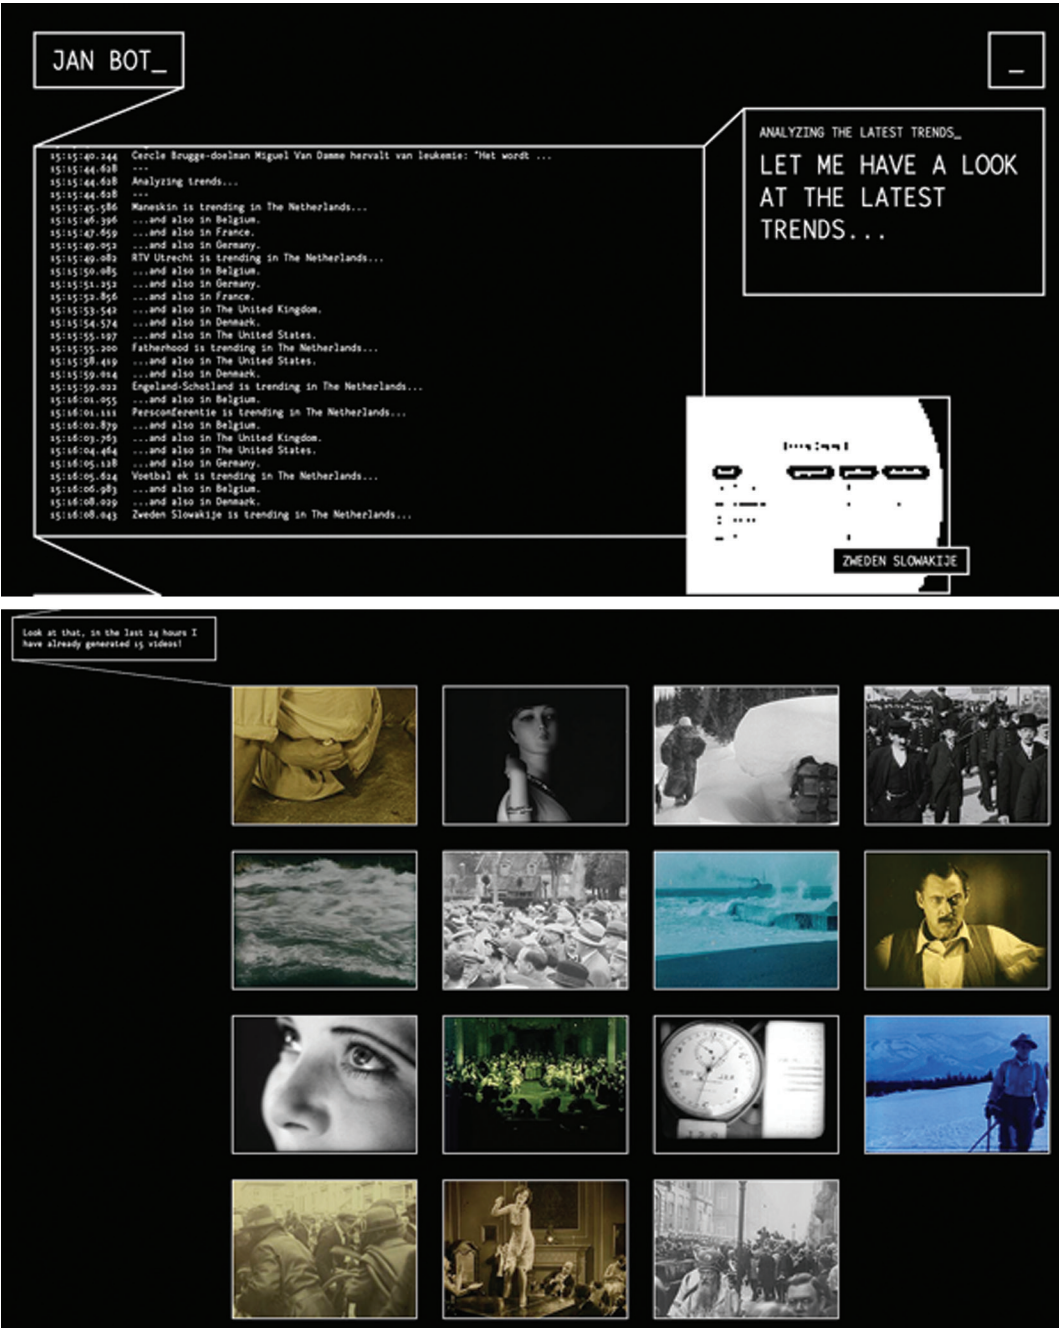 JAN BOT_
_
15:15:40.244 Cercle Brugge-doelman Miguel Van Damme hervalt van leukemie: "Het wordt ...
15:15:44.628 ---
15:15:44.628 Analyzing trends...
15:15:44.628 ---
15:15:45.586 Maneskin is trending in The Netherlands...
15:15:46.396 ...and also in Belgium.
15:15:47.659 ...and also in France.
15:15:49.052 ...and also in Germany.
15:15:49.082 RTV Utrecht is trending in The Netherlands...
15:15:50.085 ...and also in Belgium.
15:15:51.252 ...and also in Germany.
15:15:52.856 ...and also in France.
15:15:53.542 ...and also in The United Kingdom.
15:15:54.574 ...and also in Denmark.
15:15:55.197 ...and also in The United States.
15:15:55.200 Fatherhood is trending in The Netherlands...
15:15:58.419 ...and also in The United States.
15:15:59.014 ...and also in Denmark.
15:15:59.022 Engeland-Schotland is trending in The Netherlands...
15:16:01.055 ...and also in Belgium.
15:16:01.111 Persconferentie is trending in The Netherlands...
15:16:02.879 ...and also in Belgium.
15:16:03.763 ...and also in The United Kingdom.
15:16:04.464 ...and also in The United States.
15:16:05.128 ...and also in Germany.
15:16:05.624 Voetbal ek is trending in The Netherlands...
15:16:06.983 ...and also in Belgium.
15:16:08.029 ...and also in Denmark.
15:16:08.043 Zweden Slowakije is trending in The Netherlands...
ANALYZING THE LATEST TRENDS_
LET ME HAVE A LOOK
AT THE LATEST
TRENDS...
ZWEDEN SLOWAKIJE
Look at that, in the last 24 hours I
have already generated 15 videos!